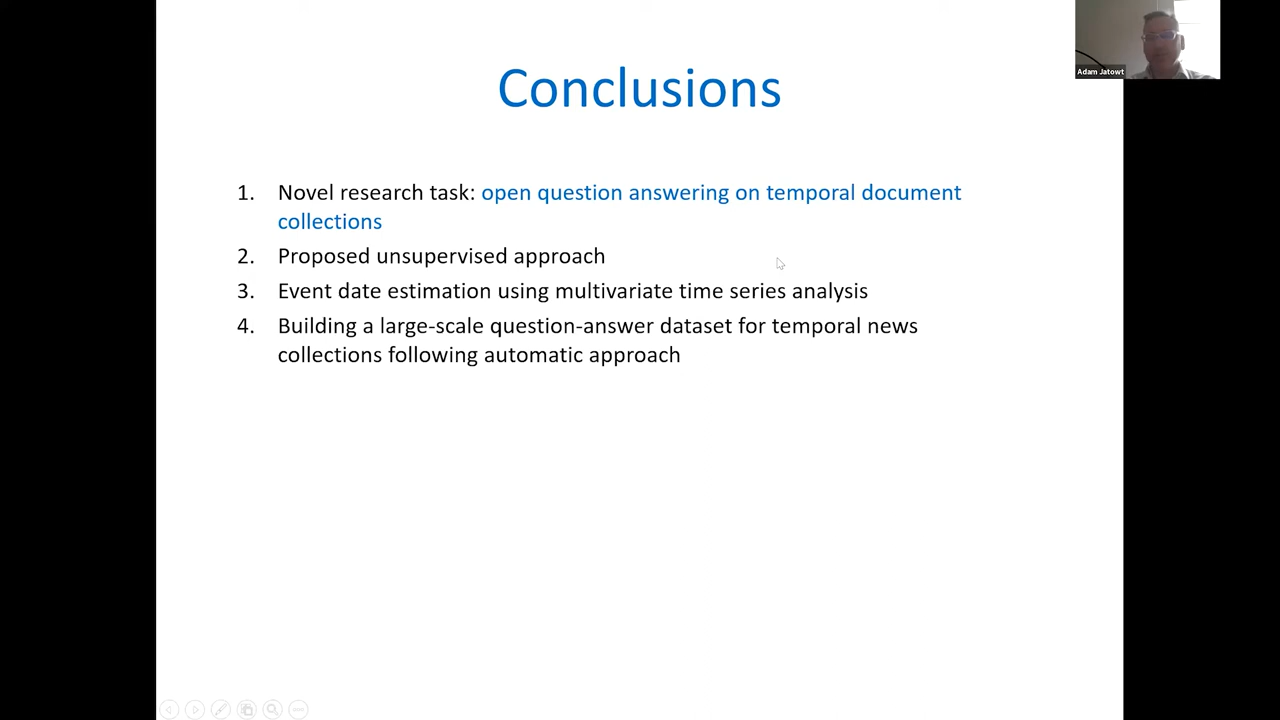 Adam Jatowt
Conclusions
1. Novel research task: open question answering on temporal document
collections
2. Proposed unsupervised approach
3. Event date estimation using multivariate time series analysis
4. Building a large-scale question-answer dataset for temporal news
collections following automatic approach